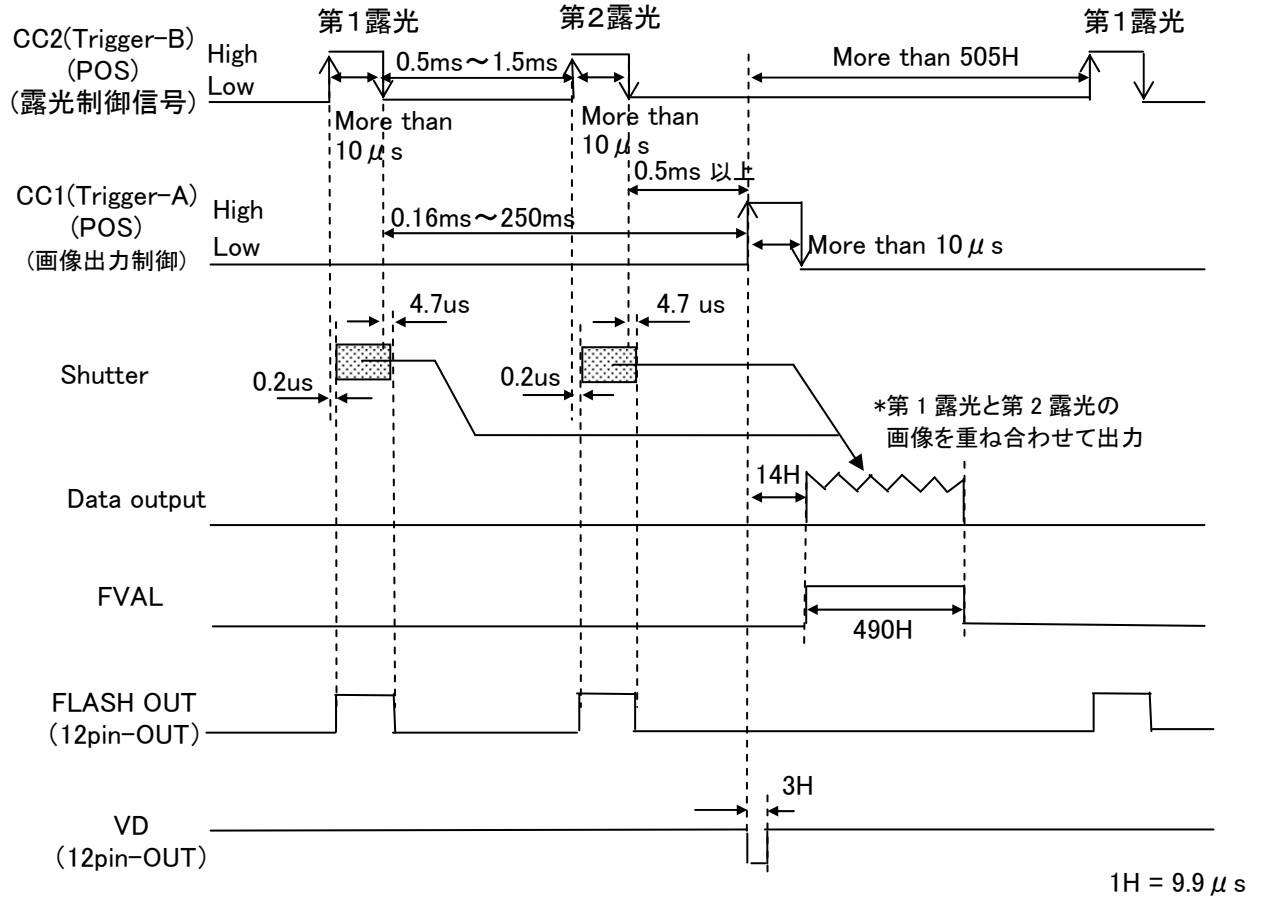 第１露光
第２露光
第１露光
CC2(Trigger-B)
(POS)
(露光制御信号)
High
Low
0.5ms～1.5ms
More than 505H
More than
10μs
More than
10μs
0.5ms 以上
CC1(Trigger-A)
(POS)
(画像出力制御)
High
Low
0.16ms～250ms
More than 10μs
4.7us
4.7 us
Shutter
0.2us
0.2us
*第 1 露光と第 2 露光の
画像を重ね合わせて出力
14H
Data output
FVAL
490H
FLASH OUT
(12pin-OUT)
3H
VD
(12pin-OUT)
1H = 9.9μs